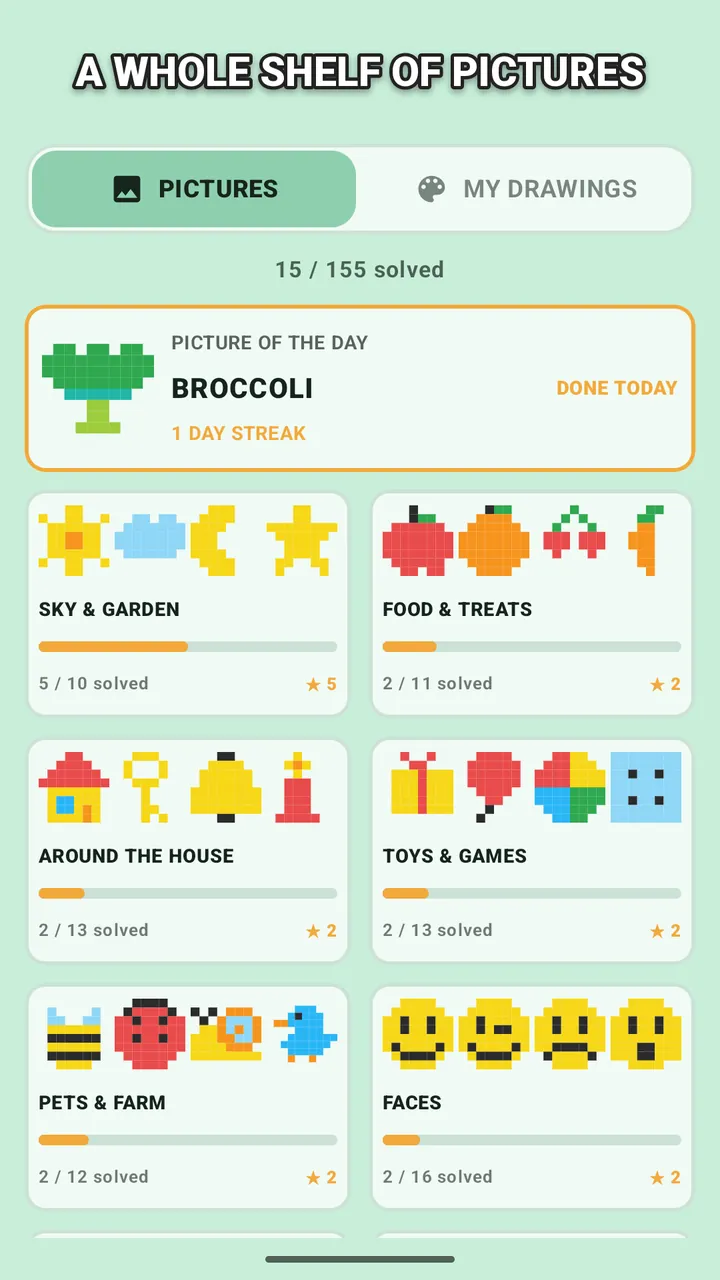 A WHOLE SHELF OF PICTURES
PICTURES
MY DRAWINGS
15 / 155 solved
PICTURE OF THE DAY
BROCCOLI
DONE TODAY
1 DAY STREAK
SKY & GARDEN
5 / 10 solved
★ 5
FOOD & TREATS
2 / 11 solved
★ 2
AROUND THE HOUSE
2 / 13 solved
★ 2
TOYS & GAMES
2 / 13 solved
★ 2
PETS & FARM
2 / 12 solved
★ 2
FACES
2 / 16 solved
★ 2